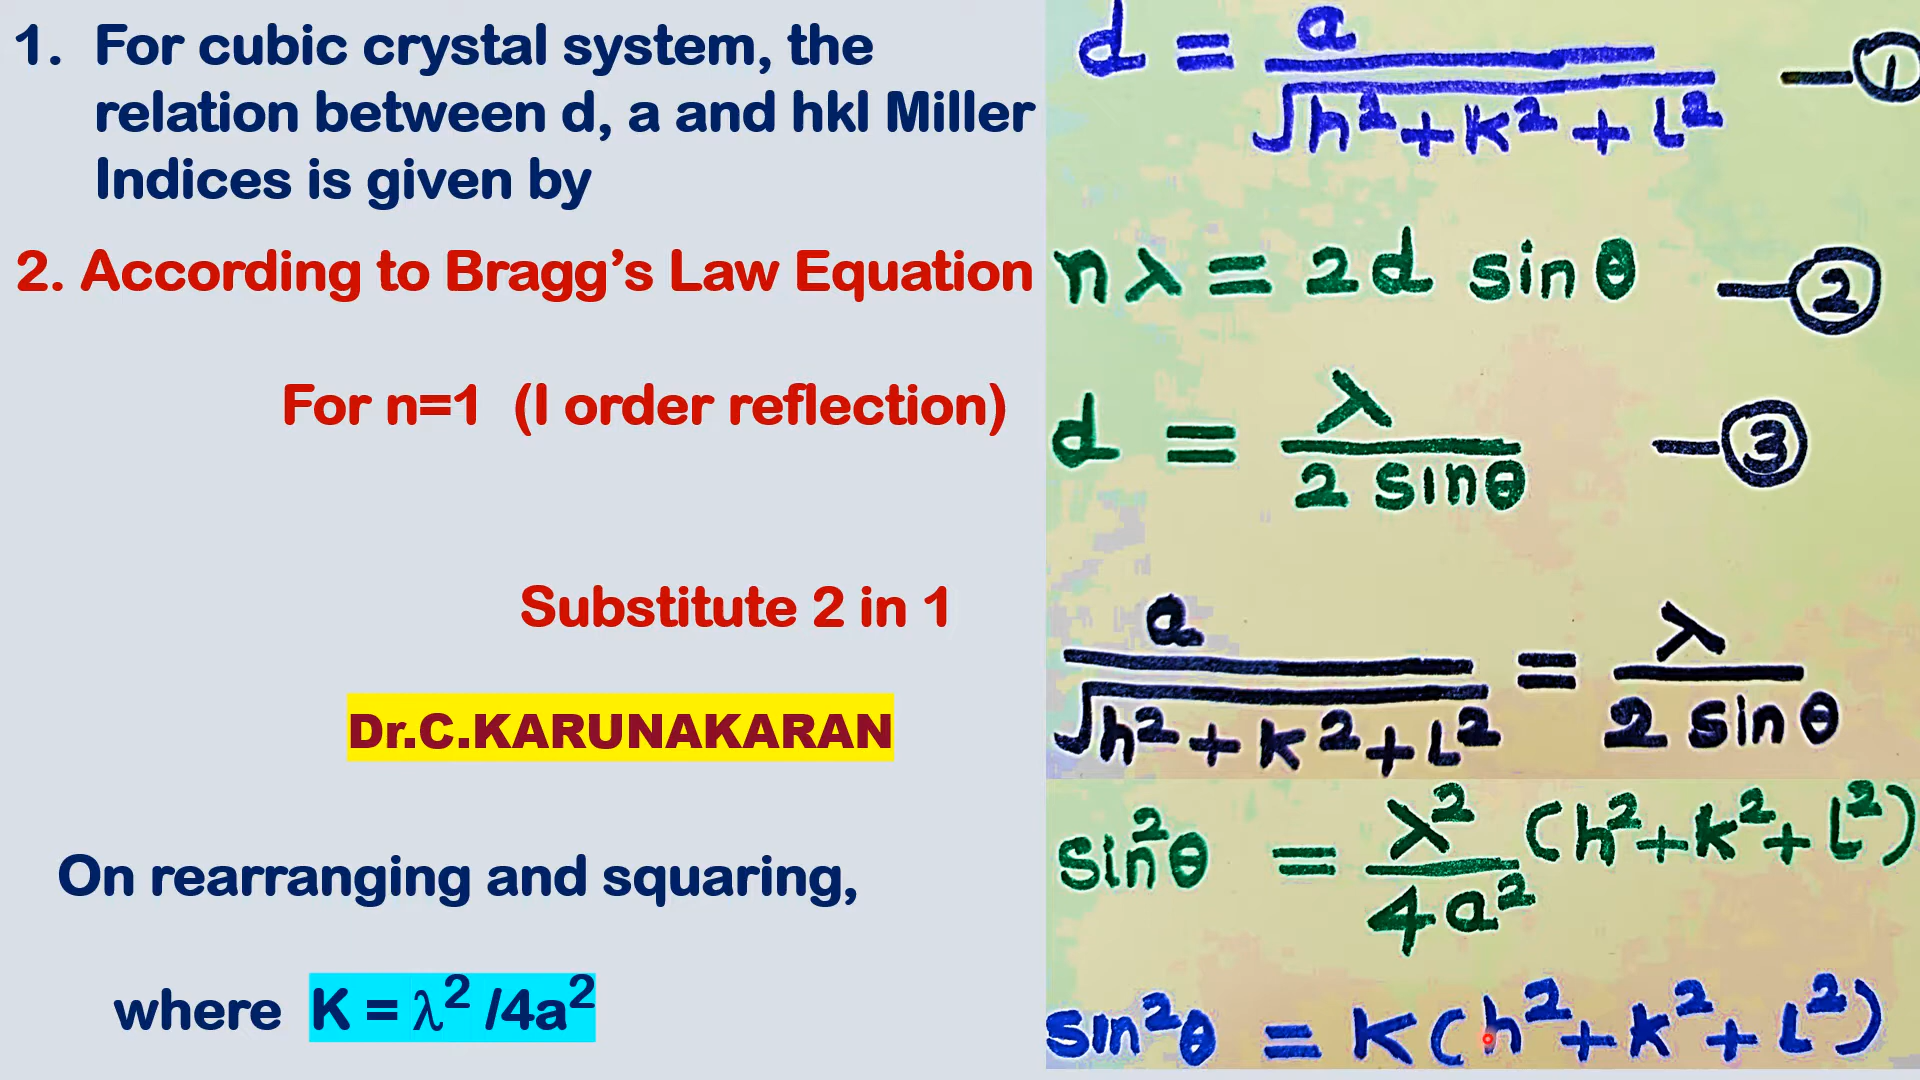 1. For cubic crystal system, the
relation between d, a and hkl Miller
Indices is given by
d = a / √h²+k²+l² — ①
2. According to Bragg’s Law Equation
nλ = 2d sinθ — ②
For n=1 (I order reflection)
d = λ / 2 sinθ — ③
Substitute 2 in 1
a / √h²+k²+l² = λ / 2 sinθ
Dr.C.KARUNAKARAN
On rearranging and squaring,
sin²θ = λ² / 4a² (h²+k²+l²)
where K = λ² /4a²
sin²θ = K(h²+k²+l²)